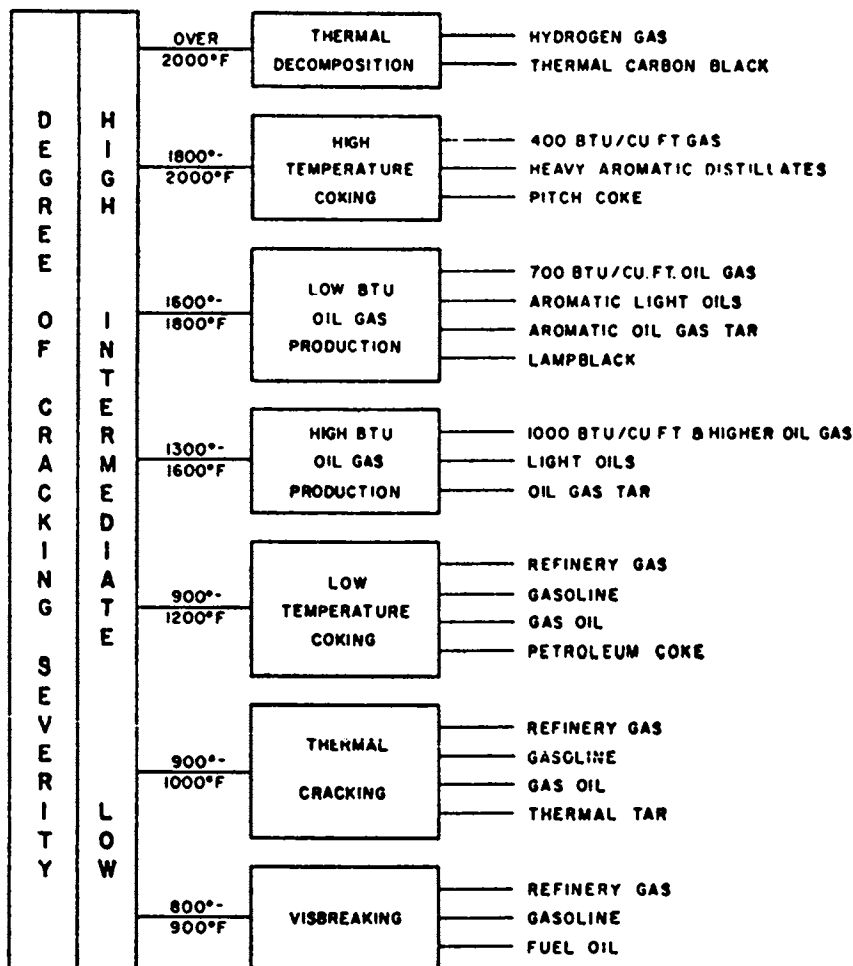 DEGREE OF CRACKING SEVERITY
HIGH INTERMEDIATE LOW
OVER
2000°F
THERMAL
DECOMPOSITION
HYDROGEN GAS
THERMAL CARBON BLACK
1800°-
2000°F
HIGH
TEMPERATURE
COKING
400 BTU/CU FT GAS
HEAVY AROMATIC DISTILLATES
PITCH COKE
1600°-
1800°F
LOW BTU
OIL GAS
PRODUCTION
700 BTU/CU.FT. OIL GAS
AROMATIC LIGHT OILS
AROMATIC OIL GAS TAR
LAMPBLACK
1300°-
1600°F
HIGH BTU
OIL GAS
PRODUCTION
1000 BTU/CU FT & HIGHER OIL GAS
LIGHT OILS
OIL GAS TAR
900°-
1200°F
LOW
TEMPERATURE
COKING
REFINERY GAS
GASOLINE
GAS OIL
PETROLEUM COKE
900°-
1000°F
THERMAL
CRACKING
REFINERY GAS
GASOLINE
GAS OIL
THERMAL TAR
800°-
900°F
VISBREAKING
REFINERY GAS
GASOLINE
FUEL OIL